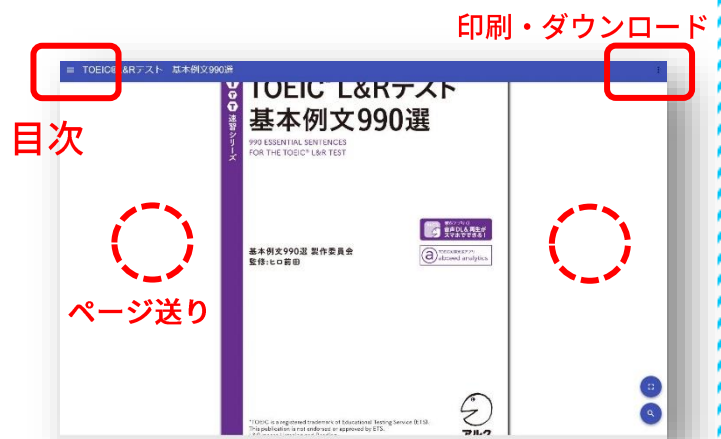 印刷・ダウンロード
TOEIC® L&Rテスト 基本例文990選
目次
TOEIC® L&Rテスト
基本例文990選
990 ESSENTIAL SENTENCES
FOR THE TOEIC® L&R TEST
速習シリーズ
音声DL&再生が
スマホでできる!
基本例文990選 製作委員会
監修:ヒロ前田
abceed analytics
ページ送り
*TOEIC is a registered trademark of Educational Testing Service (ETS).
This publication is not endorsed or approved by ETS.
アルク